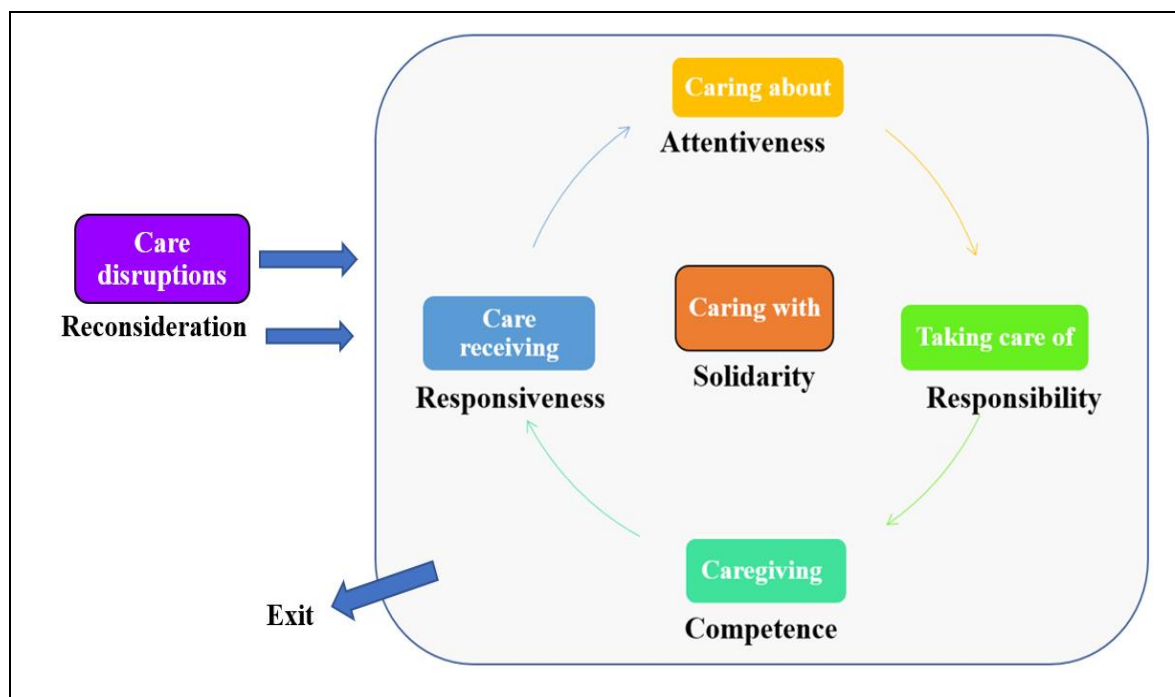 Caring about
Attentiveness
Care
disruptions
Reconsideration
Care
receiving
Responsiveness
Caring with
Solidarity
Taking care of
Responsibility
Caregiving
Competence
Exit